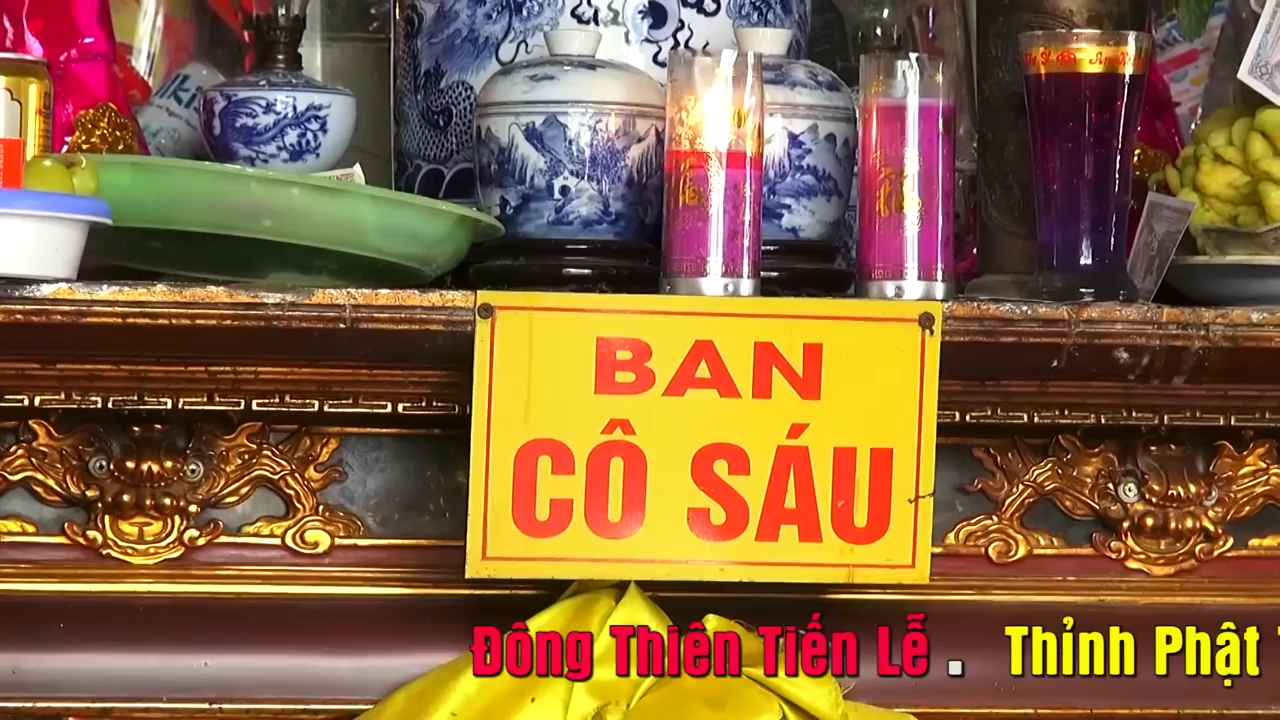 BAN
CÔ SÁU
Đông Thiên Tiến Lễ . Thỉnh Phật